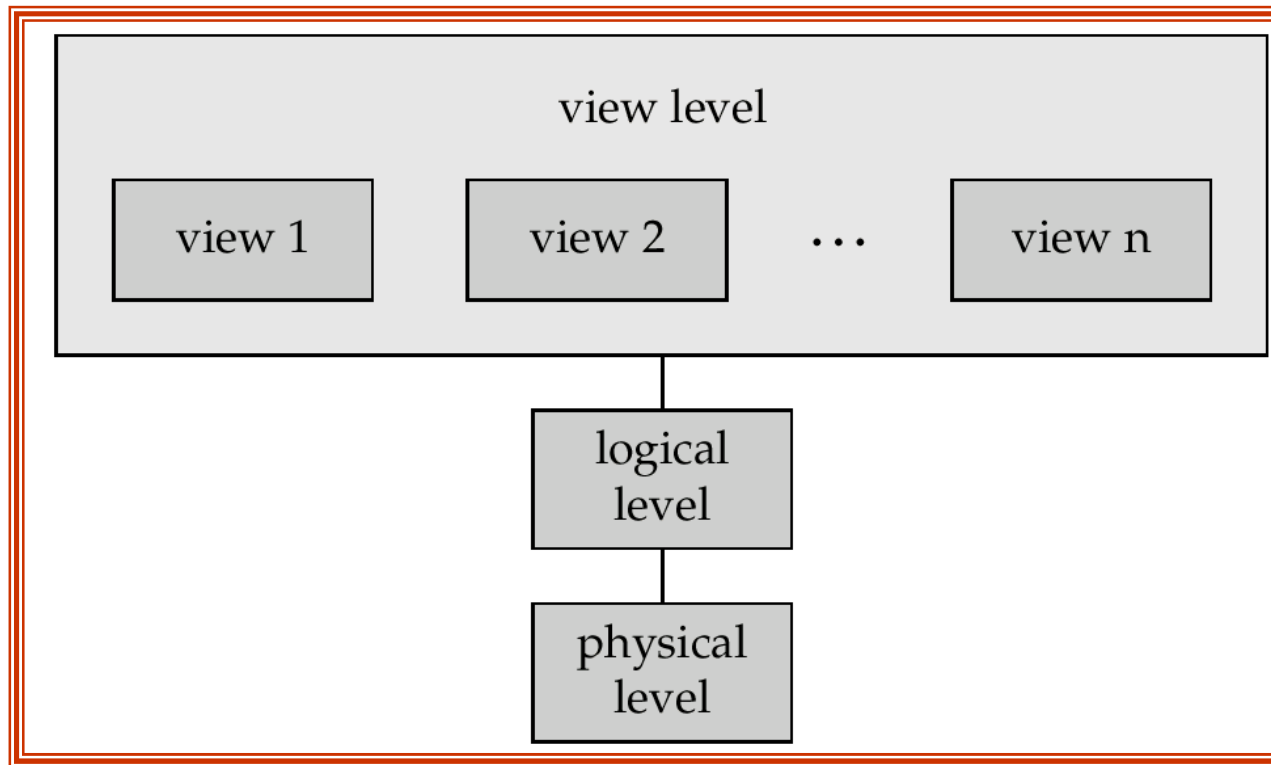 view level
view 1
view 2
...
view n
logical
level
physical
level